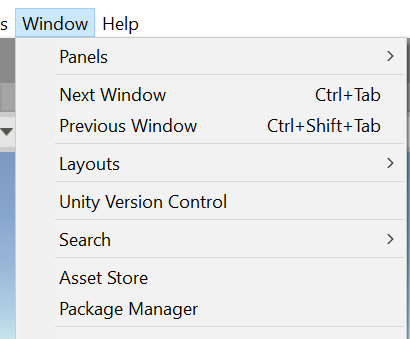 s Window Help
Panels
Next Window Ctrl+Tab
Previous Window Ctrl+Shift+Tab
Layouts
Unity Version Control
Search
Asset Store
Package Manager